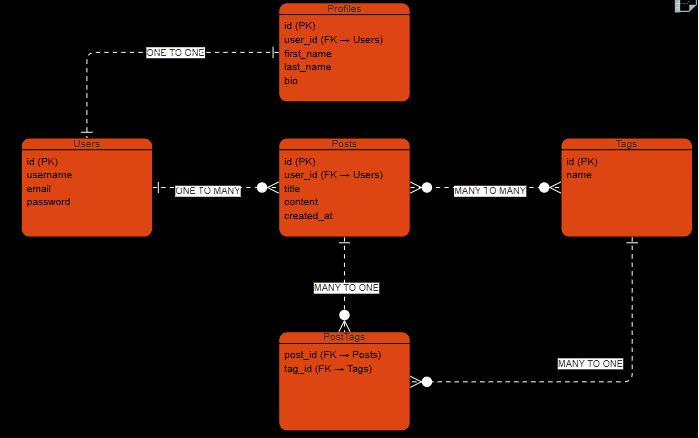 Profiles
id (PK)
user_id (FK → Users)
first_name
last_name
bio
ONE TO ONE
Users
id (PK)
username
email
password
ONE TO MANY
Posts
id (PK)
user_id (FK → Users)
title
content
created_at
MANY TO MANY
Tags
id (PK)
name
MANY TO ONE
PostTags
post_id (FK → Posts)
tag_id (FK → Tags)
MANY TO ONE